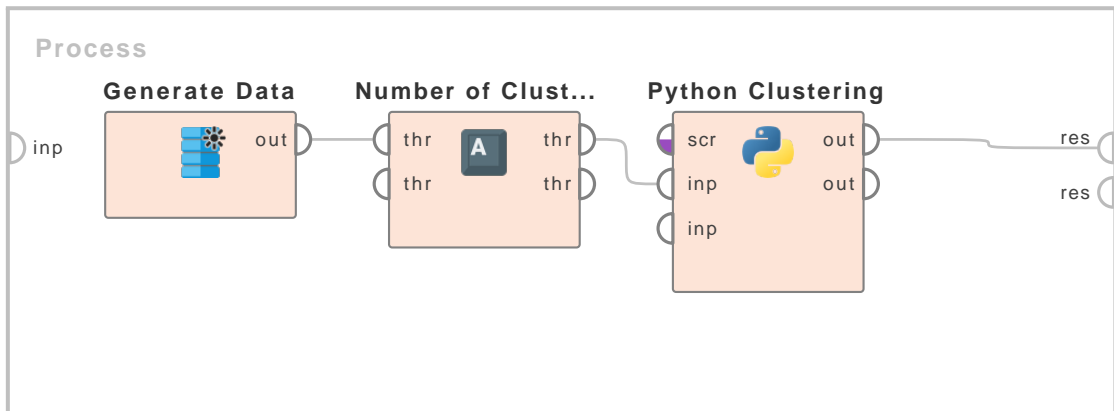 Process
Generate Data Number of Clust... Python Clustering
inp out thr A thr scr out res
thr thr inp out res
inp